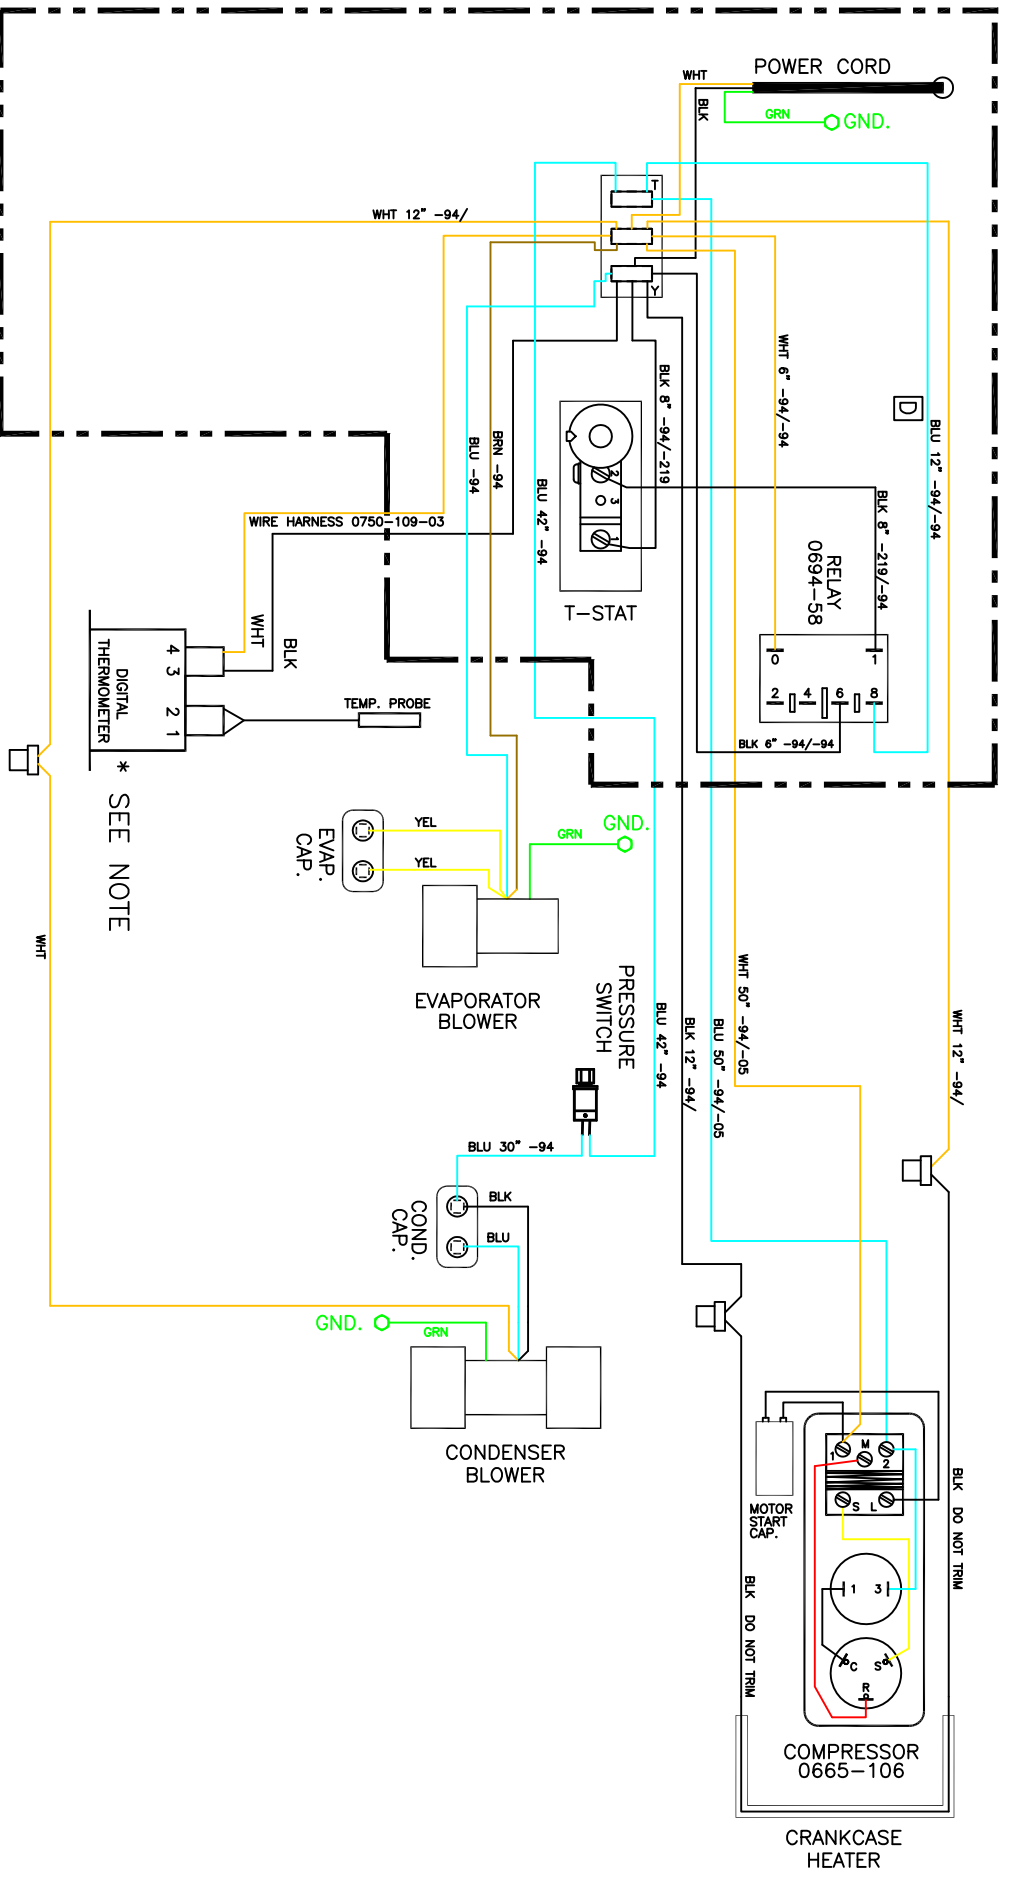 POWER CORD
WHT
BLK
GRN
GND.
T
WHT 12" -94/
Y
WHT 6" -94/-94
BLK 8" -94/-219
D
BLU 12" -94/-94
BLU -94
BRN -94
BLU 42" -94
2
3
1
BLK 8" -219/-94
WIRE HARNESS 0750-109-03
RELAY
0694-58
T-STAT
WHT
BLK
0
1
4
3
2
1
DIGITAL
THERMOMETER
2
4
6
8
TEMP. PROBE
BLK 6" -94/-94
* SEE NOTE
EVAP.
CAP.
YEL
YEL
GRN
GND.
WHT
EVAPORATOR
BLOWER
PRESSURE
SWITCH
WHT 50" -94/-05
BLU 42" -94
BLK 12" -94/
BLU 50" -94/-05
WHT 12" -94/
BLU 30" -94
BLK
BLU
COND.
CAP.
GND.
GRN
CONDENSER
BLOWER
M
1
2
S
L
MOTOR
START
CAP.
BLK DO NOT TRIM
BLK DO NOT TRIM
1
3
C
S
R
COMPRESSOR
0665-106
CRANKCASE
HEATER